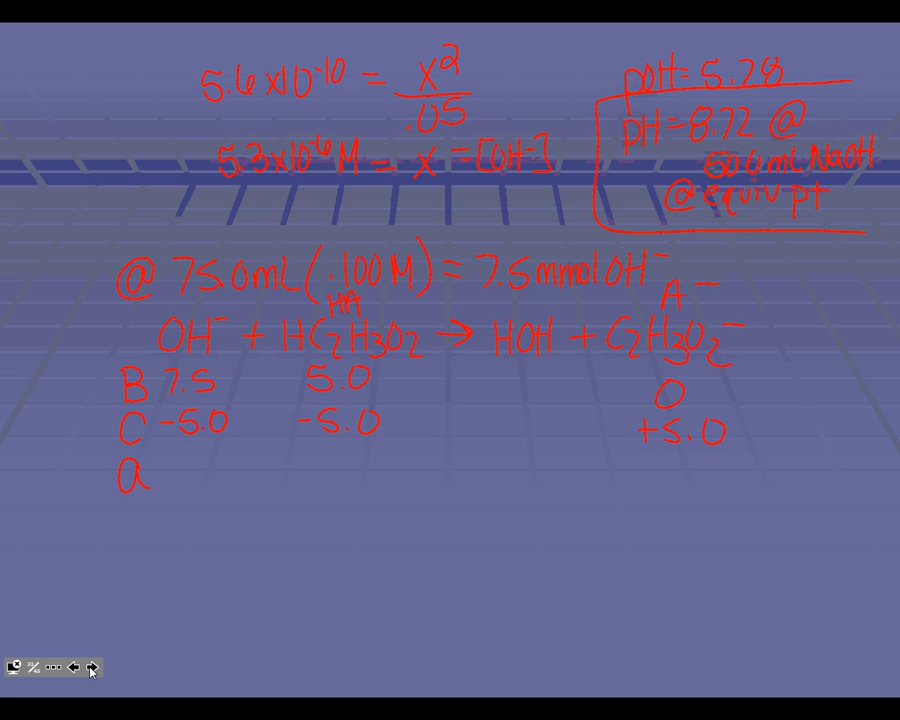 5.6 x 10⁻¹⁰ = x² / .05
5.3 x 10⁻⁶ M = x = [OH⁻]
pOH = 5.28
pH = 8.72 @
50.0 mL NaOH
@ equiv pt
@ 75.0 mL (.100 M) = 7.5 mmol OH⁻
HA A⁻
OH⁻ + HC₂H₃O₂ → HOH + C₂H₃O₂⁻
B 7.5 5.0 0
C -5.0 -5.0 +5.0
a